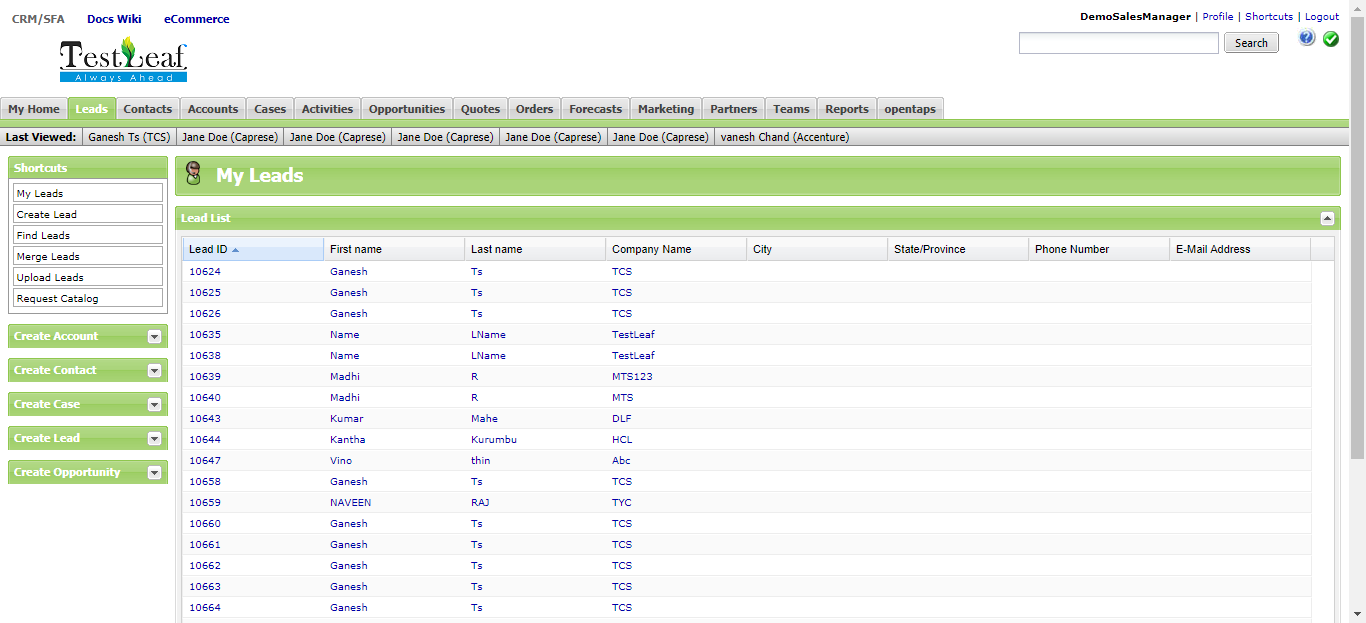 CRM/SFA Docs Wiki eCommerce
DemoSalesManager | Profile | Shortcuts | Logout
TestLeaf
Always Ahead
Search
My Home Leads Contacts Accounts Cases Activities Opportunities Quotes Orders Forecasts Marketing Partners Teams Reports opentaps
Last Viewed: Ganesh Ts (TCS) Jane Doe (Caprese) Jane Doe (Caprese) Jane Doe (Caprese) Jane Doe (Caprese) Jane Doe (Caprese) vanesh Chand (Accenture)
Shortcuts
My Leads
Create Lead
Find Leads
Merge Leads
Upload Leads
Request Catalog
Create Account
Create Contact
Create Case
Create Lead
Create Opportunity
My Leads
Lead List
Lead ID First name Last name Company Name City State/Province Phone Number E-Mail Address
10624 Ganesh Ts TCS
10625 Ganesh Ts TCS
10626 Ganesh Ts TCS
10635 Name LName TestLeaf
10638 Name LName TestLeaf
10639 Madhi R MTS123
10640 Madhi R MTS
10643 Kumar Mahe DLF
10644 Kantha Kurumbu HCL
10647 Vino thin Abc
10658 Ganesh Ts TCS
10659 NAVEEN RAJ TYC
10660 Ganesh Ts TCS
10661 Ganesh Ts TCS
10662 Ganesh Ts TCS
10663 Ganesh Ts TCS
10664 Ganesh Ts TCS